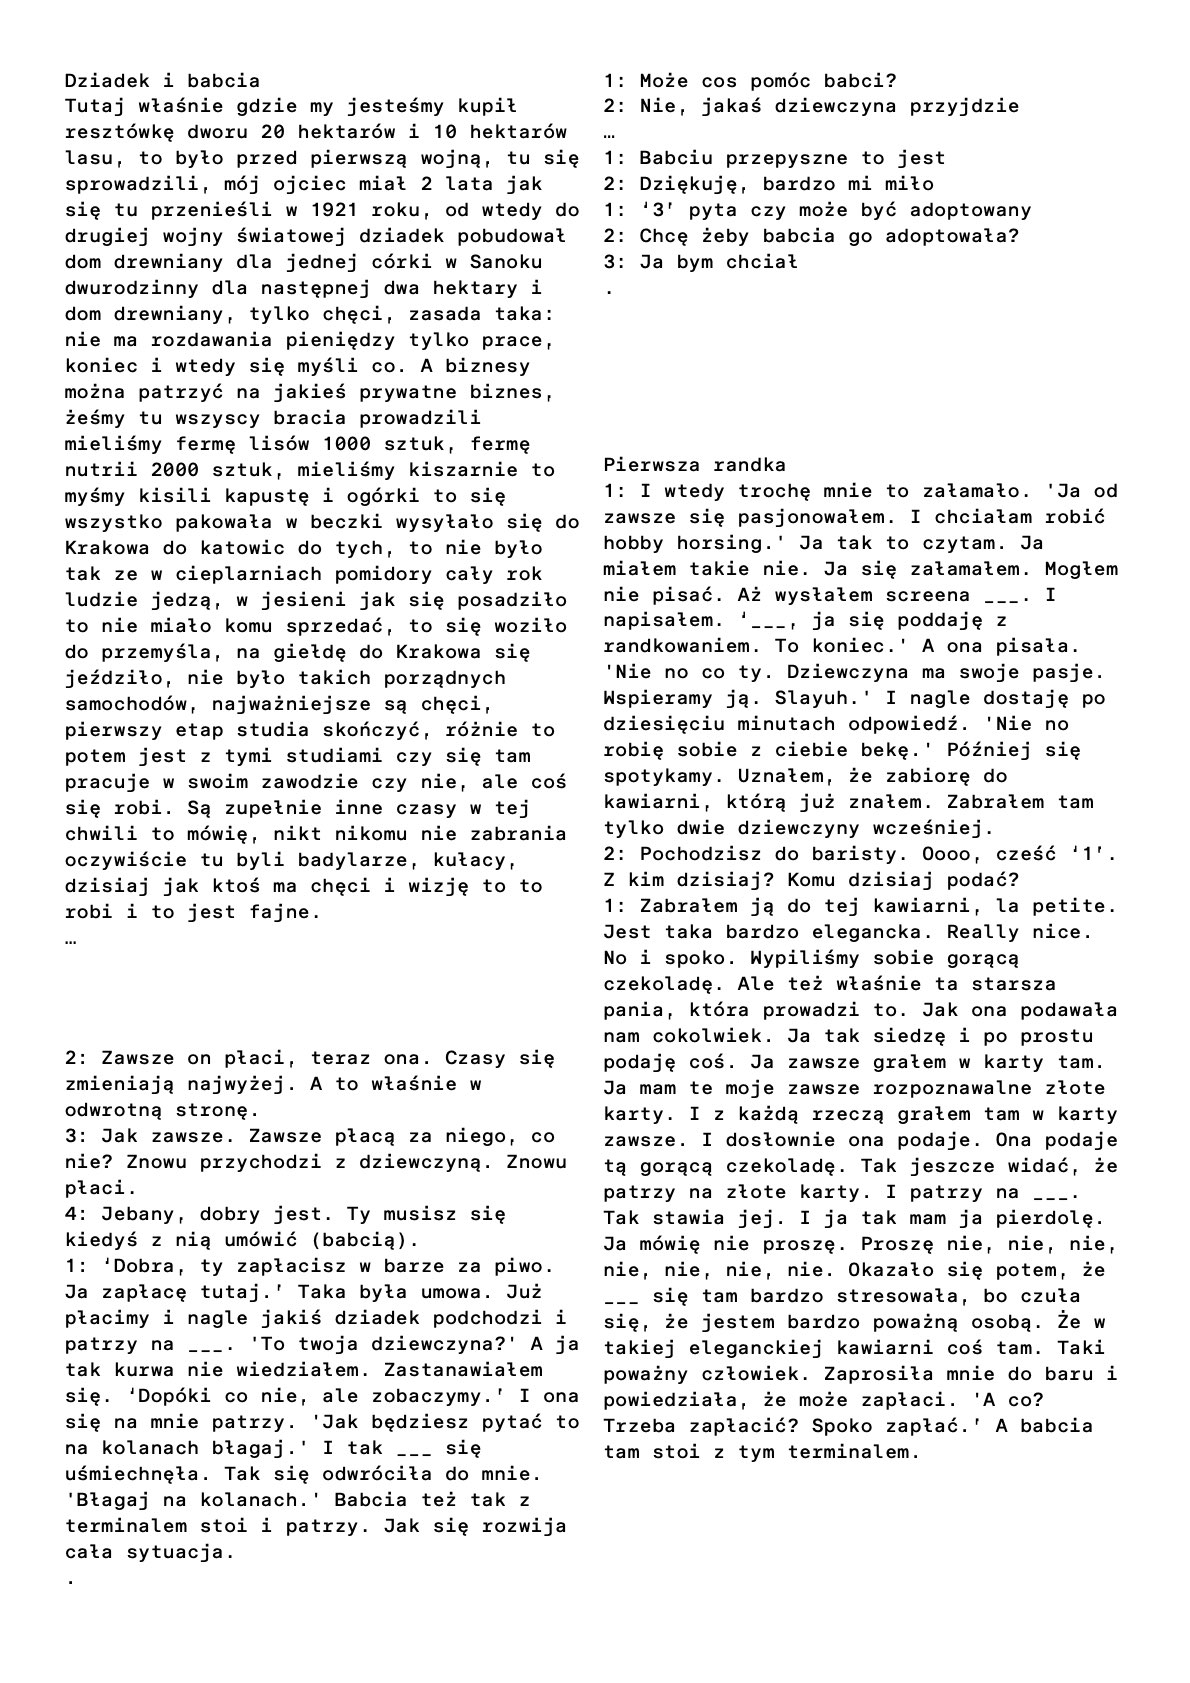 Dziadek i babcia
Tutaj właśnie gdzie my jesteśmy kupił
resztówkę dworu 20 hektarów i 10 hektarów
lasu, to było przed pierwszą wojną, tu się
sprowadzili, mój ojciec miał 2 lata jak
się tu przenieśli w 1921 roku, od wtedy do
drugiej wojny światowej dziadek pobudował
dom drewniany dla jednej córki w Sanoku
dwurodzinny dla następnej dwa hektary i
dom drewniany, tylko chęci, zasada taka:
nie ma rozdawania pieniędzy tylko prace,
koniec i wtedy się myśli co. A biznesy
można patrzyć na jakieś prywatne biznes,
żeśmy tu wszyscy bracia prowadzili
mieliśmy fermę lisów 1000 sztuk, fermę
nutrii 2000 sztuk, mieliśmy kiszarnie to
myśmy kisili kapustę i ogórki to się
wszystko pakowała w beczki wysyłało się do
Krakowa do katowic do tych, to nie było
tak ze w cieplarniach pomidory cały rok
ludzie jedzą, w jesieni jak się posadziło
to nie miało komu sprzedać, to się woziło
do przemyśla, na giełdę do Krakowa się
jeździło, nie było takich porządnych
samochodów, najważniejsze są chęci,
pierwszy etap studia skończyć, różnie to
potem jest z tymi studiami czy się tam
pracuje w swoim zawodzie czy nie, ale coś
się robi. Są zupełnie inne czasy w tej
chwili to mówię, nikt nikomu nie zabrania
oczywiście tu byli badylarze, kułacy,
dzisiaj jak ktoś ma chęci i wizję to to
robi i to jest fajne.
…
2: Zawsze on płaci, teraz ona. Czasy się
zmieniają najwyżej. A to właśnie w
odwrotną stronę.
3: Jak zawsze. Zawsze płacą za niego, co
nie? Znowu przychodzi z dziewczyną. Znowu
płaci.
4: Jebany, dobry jest. Ty musisz się
kiedyś z nią umówić (babcią).
1: ‘Dobra, ty zapłacisz w barze za piwo.
Ja zapłacę tutaj.’ Taka była umowa. Już
płacimy i nagle jakiś dziadek podchodzi i
patrzy na ___. 'To twoja dziewczyna?' A ja
tak kurwa nie wiedziałem. Zastanawiałem
się. ‘Dopóki co nie, ale zobaczymy.’ I ona
się na mnie patrzy. 'Jak będziesz pytać to
na kolanach błagaj.' I tak ___ się
uśmiechnęła. Tak się odwróciła do mnie.
'Błagaj na kolanach.' Babcia też tak z
terminalem stoi i patrzy. Jak się rozwija
cała sytuacja.
.
1: Może cos pomóc babci?
2: Nie, jakaś dziewczyna przyjdzie
…
1: Babciu przepyszne to jest
2: Dziękuję, bardzo mi miło
1: ‘3’ pyta czy może być adoptowany
2: Chcę żeby babcia go adoptowała?
3: Ja bym chciał
.
Pierwsza randka
1: I wtedy trochę mnie to załamało. 'Ja od
zawsze się pasjonowałem. I chciałam robić
hobby horsing.' Ja tak to czytam. Ja
miałem takie nie. Ja się załamałem. Mogłem
nie pisać. Aż wysłałem screena ___. I
napisałem. ‘___, ja się poddaję z
randkowaniem. To koniec.' A ona pisała.
'Nie no co ty. Dziewczyna ma swoje pasje.
Wspieramy ją. Slayuh.' I nagle dostaję po
dziesięciu minutach odpowiedź. 'Nie no
robię sobie z ciebie bekę.' Później się
spotykamy. Uznałem, że zabiorę do
kawiarni, którą już znałem. Zabrałem tam
tylko dwie dziewczyny wcześniej.
2: Pochodzisz do baristy. Oooo, cześć ‘1’.
Z kim dzisiaj? Komu dzisiaj podać?
1: Zabrałem ją do tej kawiarni, la petite.
Jest taka bardzo elegancka. Really nice.
No i spoko. Wypiliśmy sobie gorącą
czekoladę. Ale też właśnie ta starsza
pania, która prowadzi to. Jak ona podawała
nam cokolwiek. Ja tak siedzę i po prostu
podaję coś. Ja zawsze grałem w karty tam.
Ja mam te moje zawsze rozpoznawalne złote
karty. I z każdą rzeczą grałem tam w karty
zawsze. I dosłownie ona podaje. Ona podaje
tą gorącą czekoladę. Tak jeszcze widać, że
patrzy na złote karty. I patrzy na ___.
Tak stawia jej. I ja tak mam ja pierdolę.
Ja mówię nie proszę. Proszę nie, nie, nie,
nie, nie, nie, nie. Okazało się potem, że
___ się tam bardzo stresowała, bo czuła
się, że jestem bardzo poważną osobą. Że w
takiej eleganckiej kawiarni coś tam. Taki
poważny człowiek. Zaprosiła mnie do baru i
powiedziała, że może zapłaci. 'A co?
Trzeba zapłacić? Spoko zapłać.’ A babcia
tam stoi z tym terminalem.